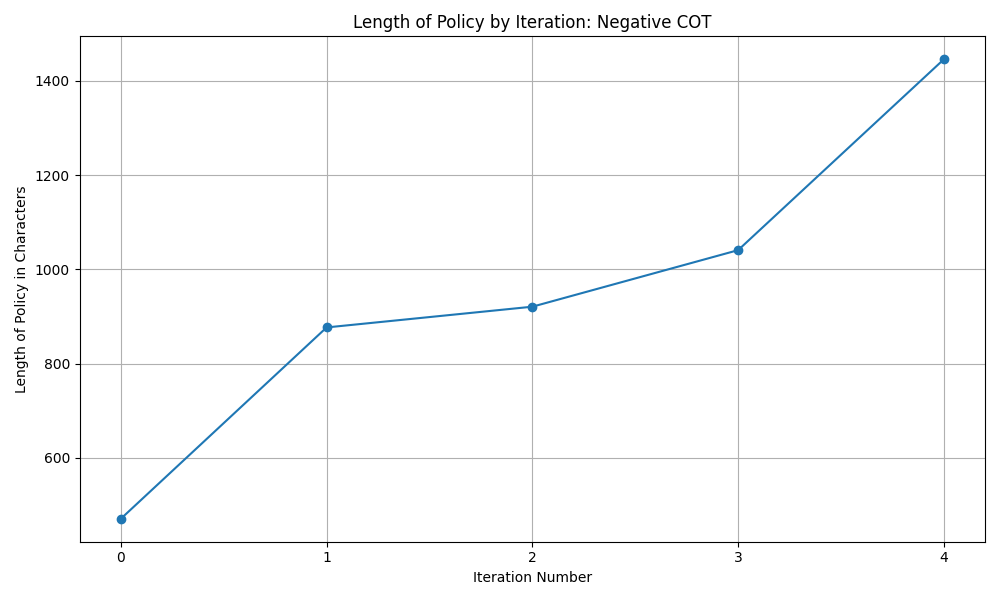 Length of Policy by Iteration: Negative COT
Length of Policy in Characters
1400
1200
1000
800
600
0 1 2 3 4
Iteration Number